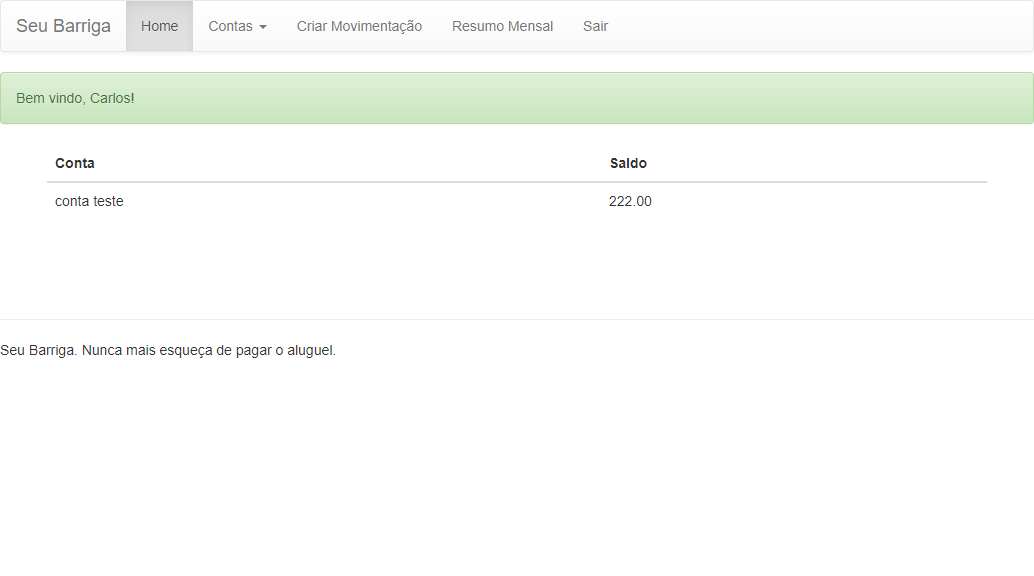 Seu Barriga Home Contas Criar Movimentação Resumo Mensal Sair
Bem vindo, Carlos!
Conta Saldo
conta teste 222.00
Seu Barriga. Nunca mais esqueça de pagar o aluguel.